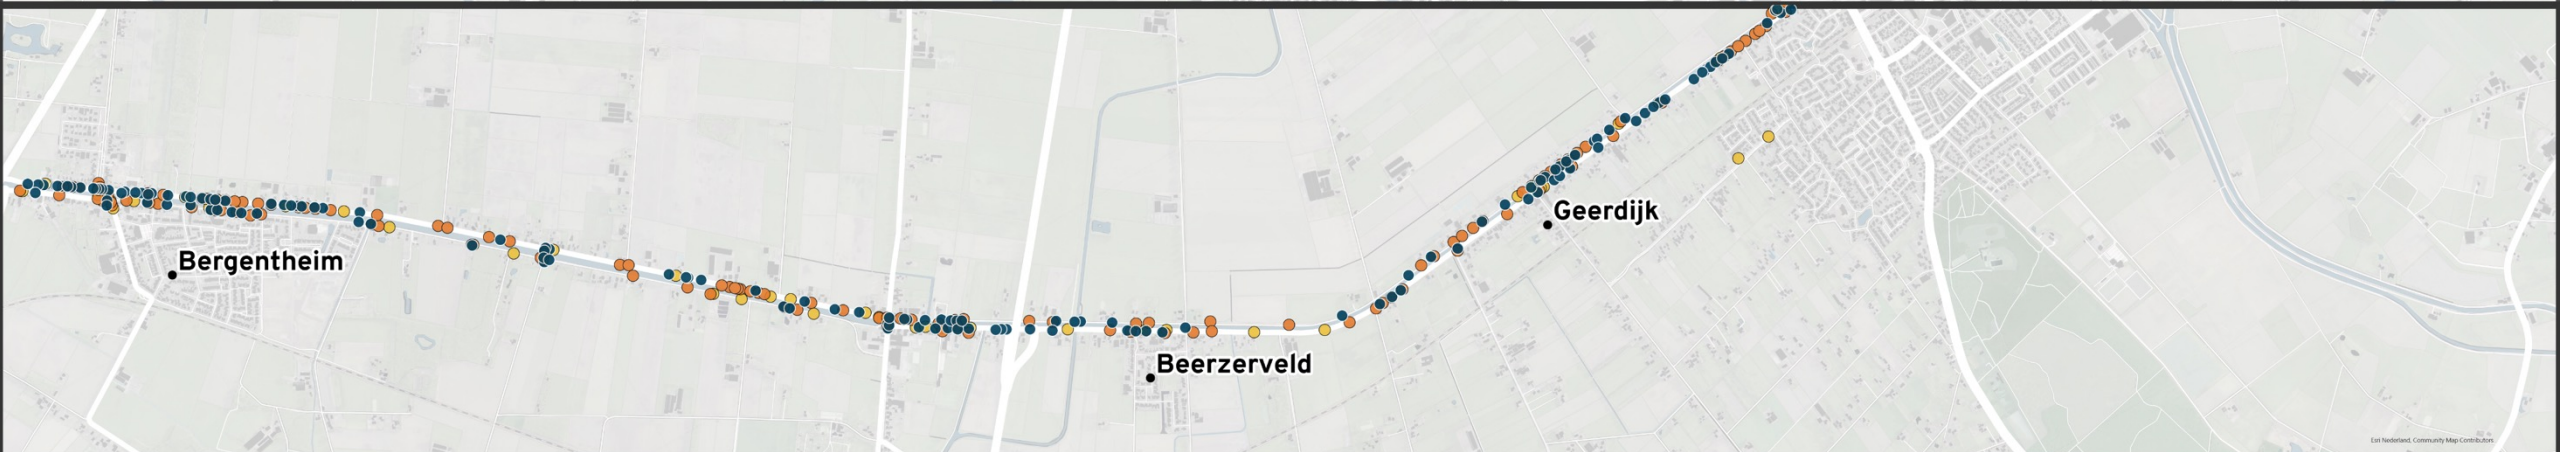 Geerdijk
Bergentheim
Beerzerveld
Esri Nederland, Community Map Contributors